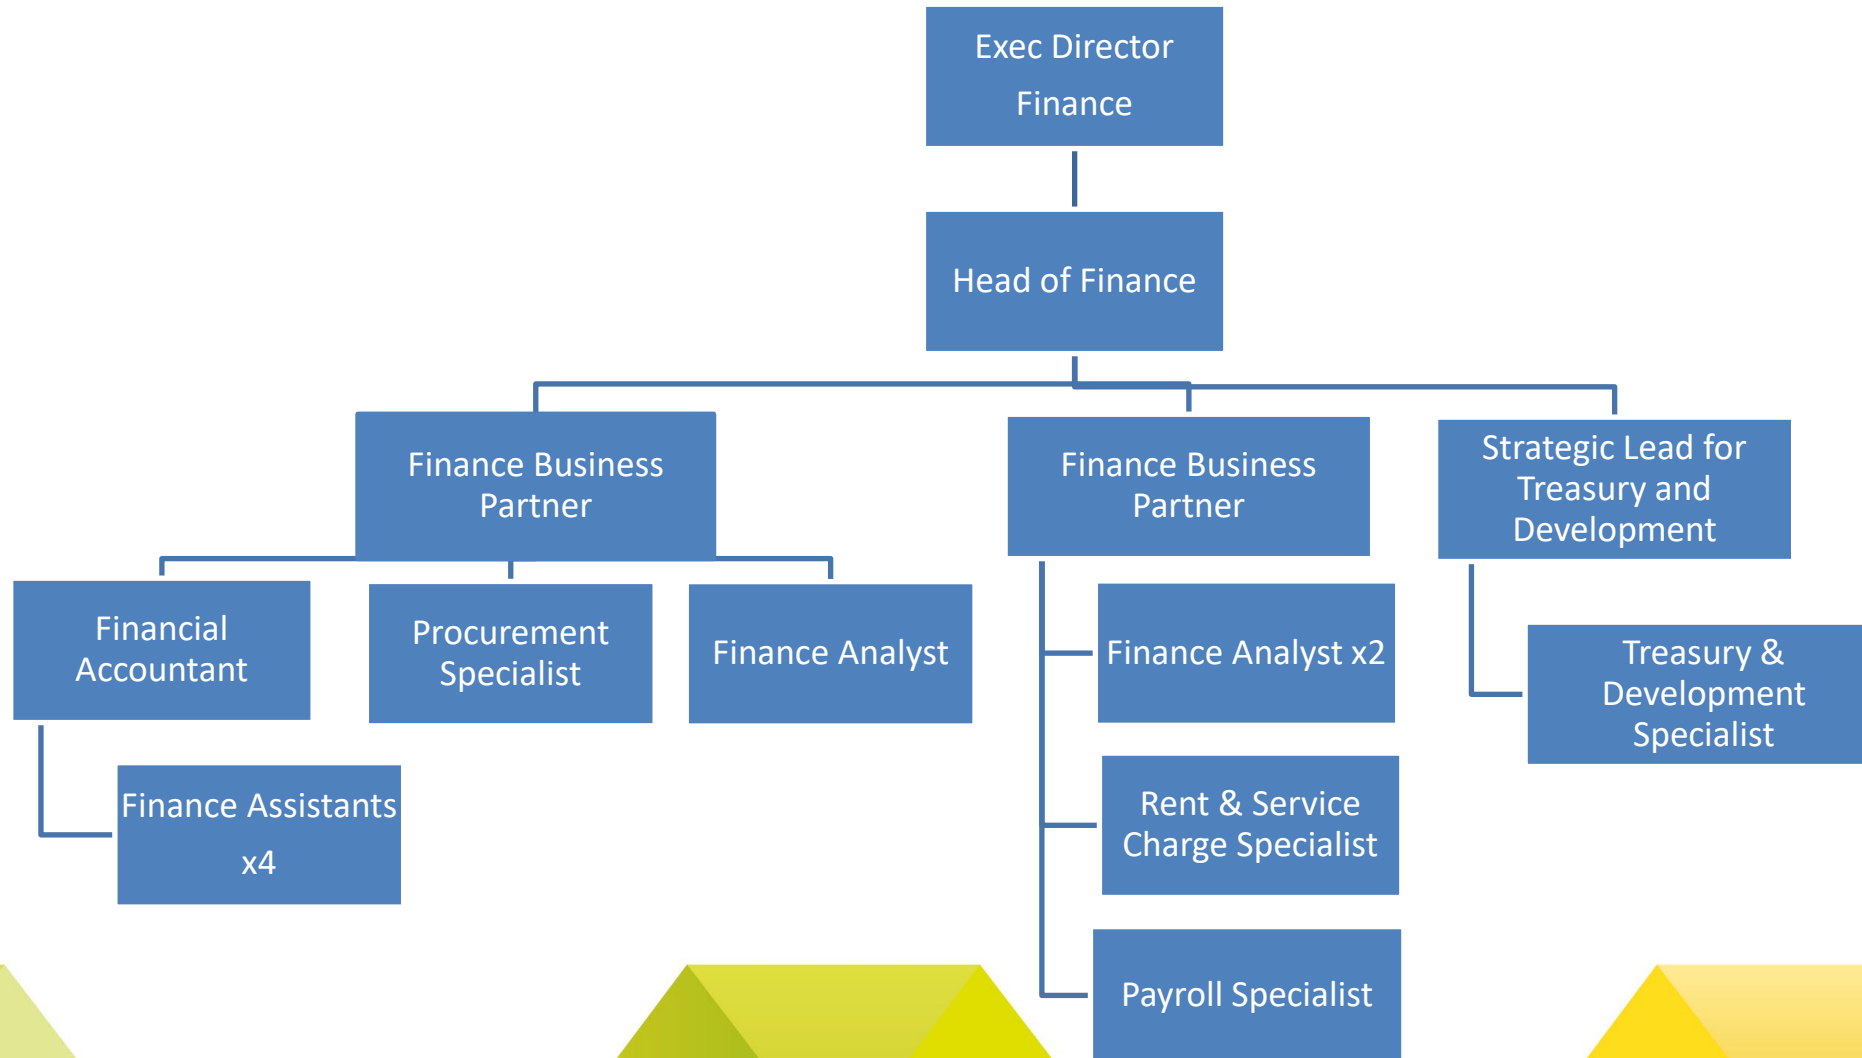 Exec Director
Finance
Head of Finance
Finance Business
Partner
Finance Business
Partner
Strategic Lead for
Treasury and
Development
Financial
Accountant
Procurement
Specialist
Finance Analyst
Finance Analyst x2
Treasury &
Development
Specialist
Finance Assistants
x4
Rent & Service
Charge Specialist
Payroll Specialist